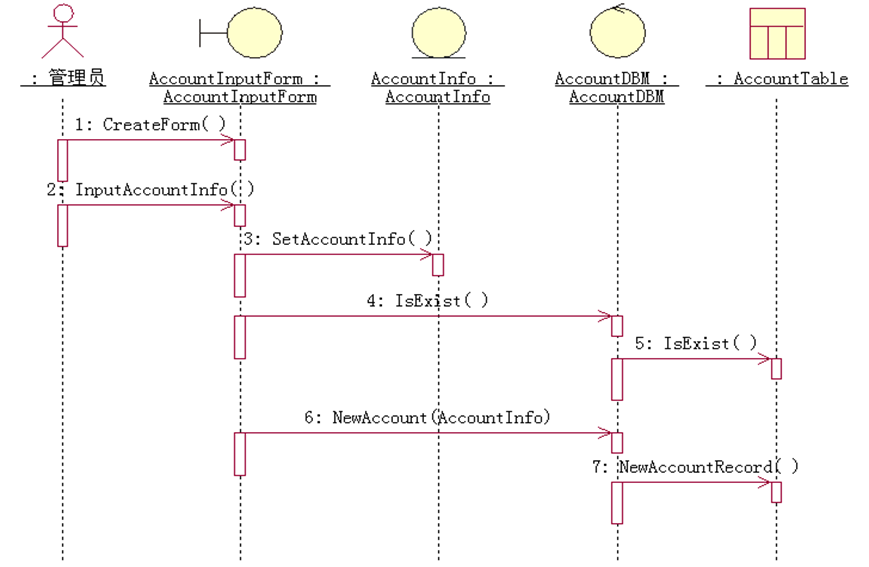 : 管理员
AccountInputForm :
AccountInputForm
AccountInfo :
AccountInfo
AccountDBM :
AccountDBM
: AccountTable
1: CreateForm( )
2: InputAccountInfo( )
3: SetAccountInfo( )
4: IsExist( )
5: IsExist( )
6: NewAccount(AccountInfo)
7: NewAccountRecord( )